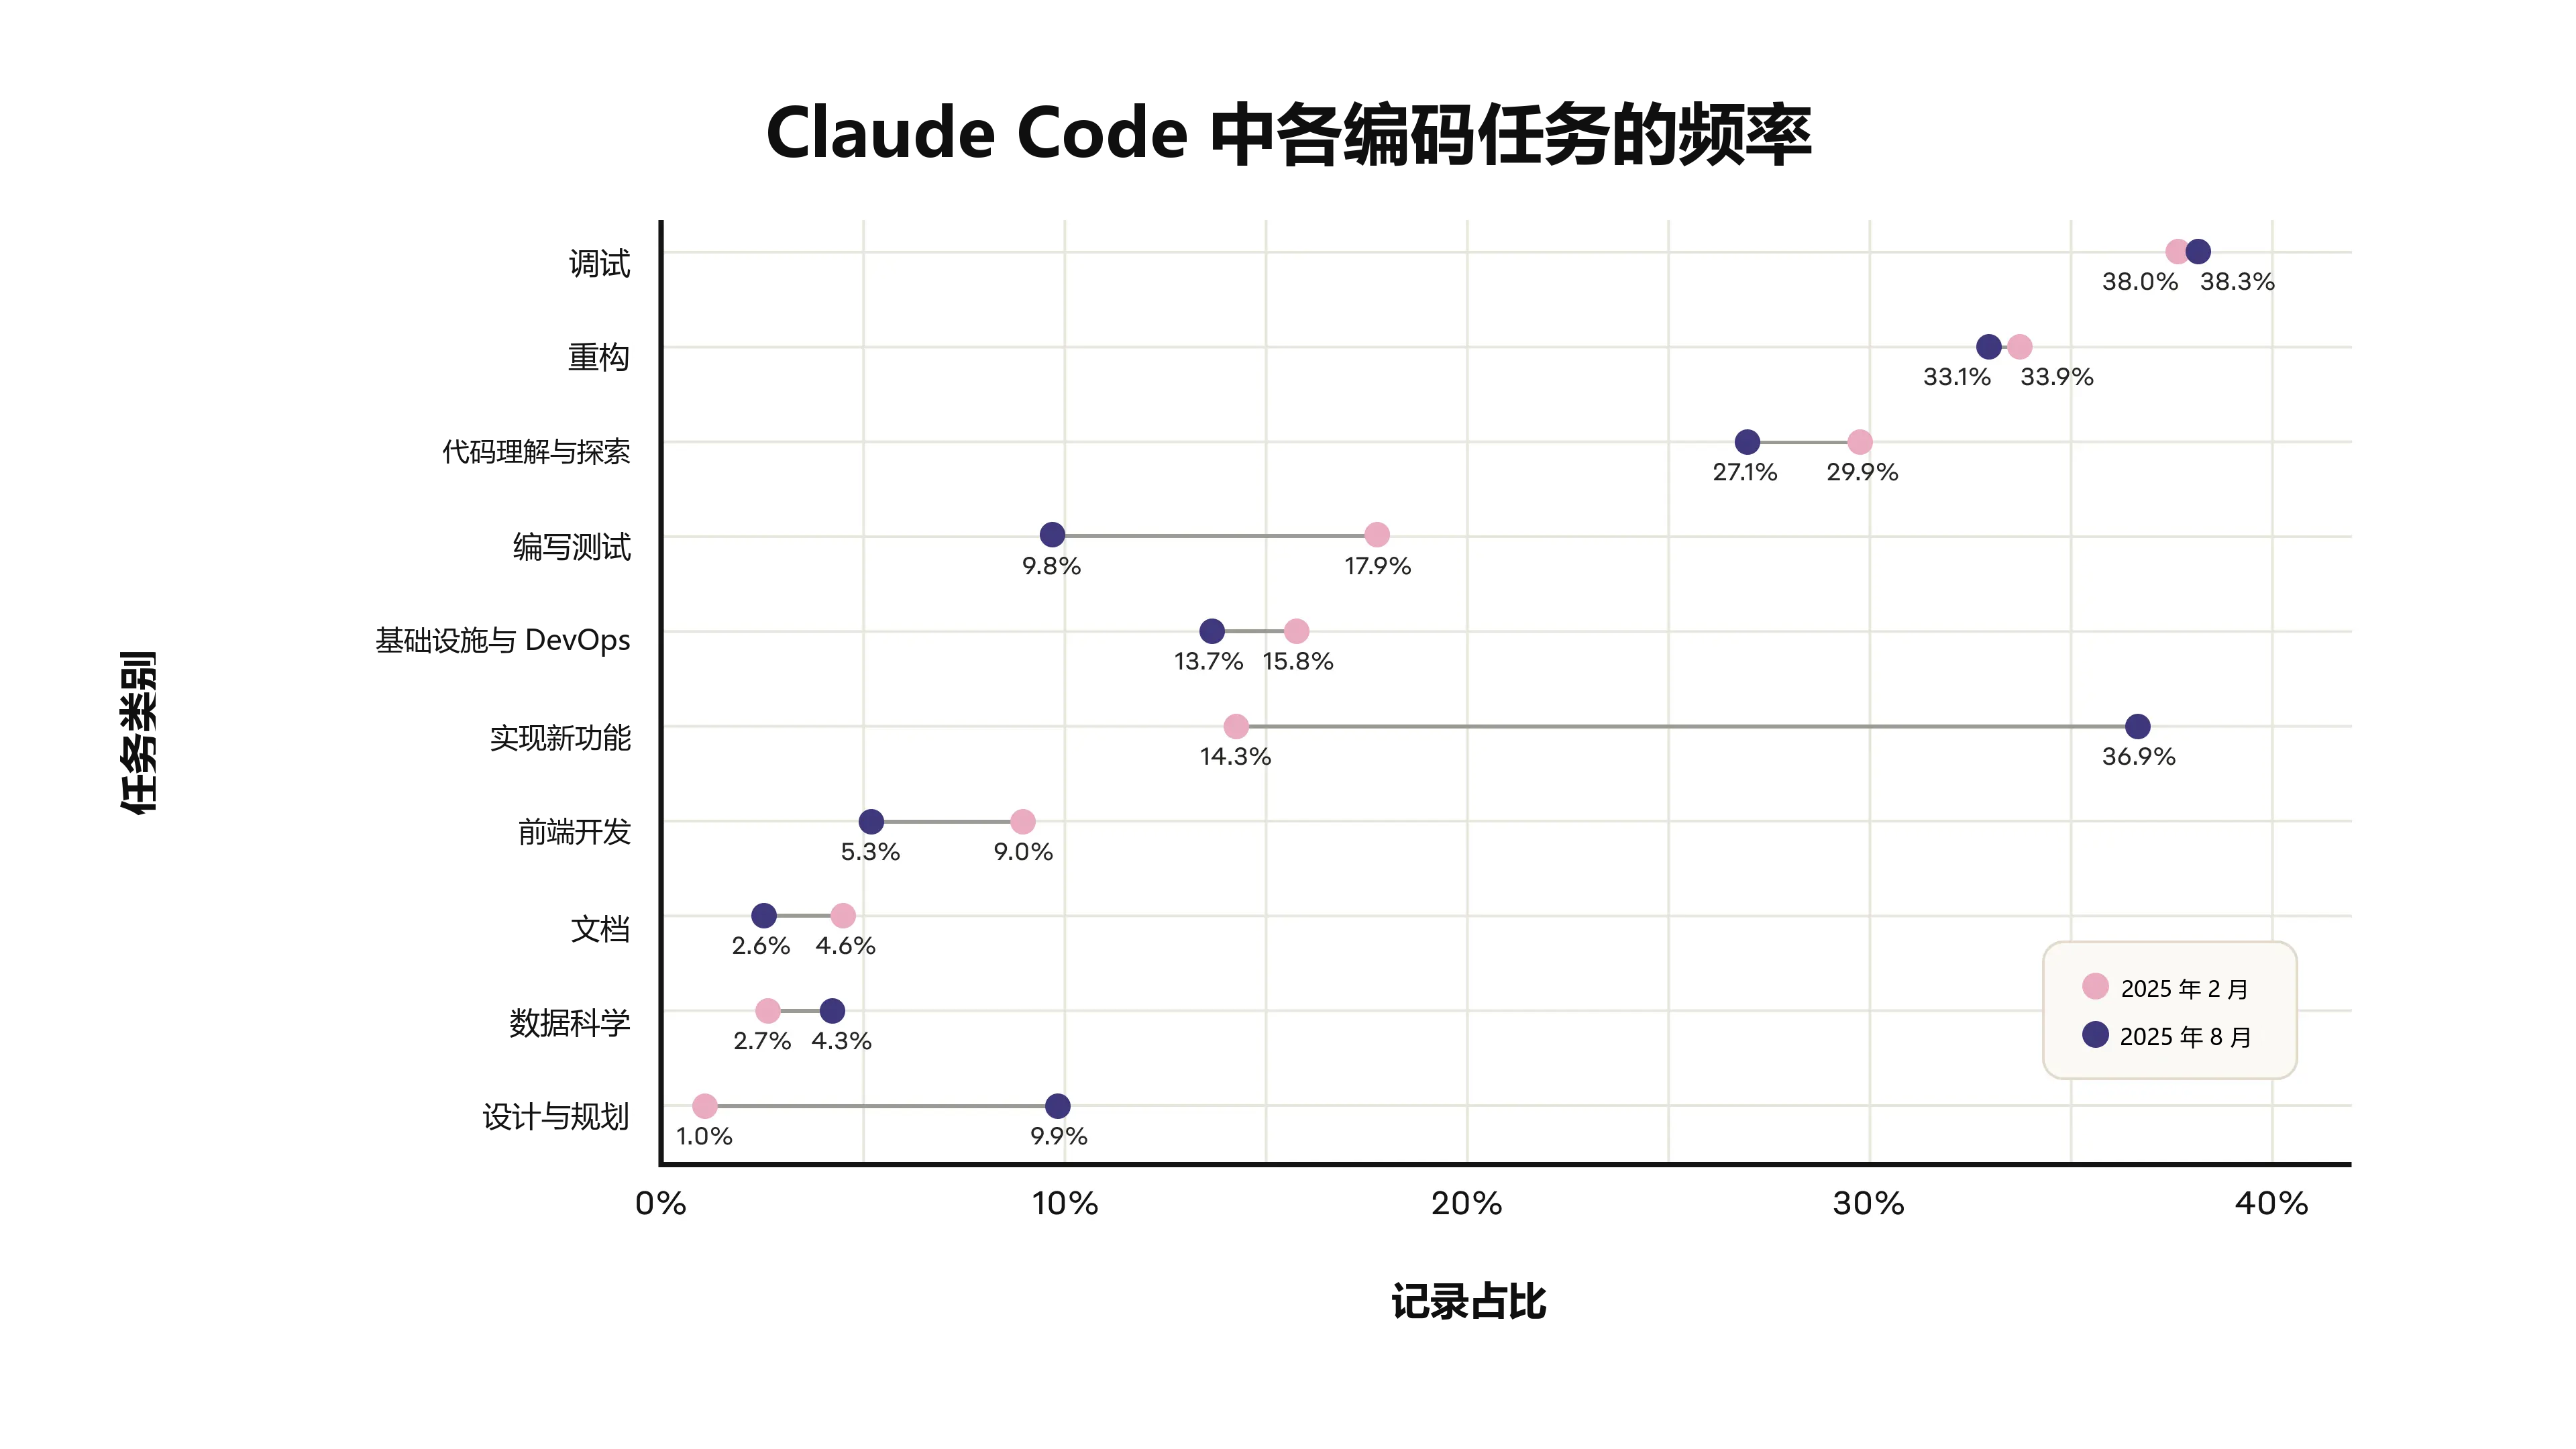 Claude Code 中各编码任务的频率
任务类别
调试
38.0% 38.3%
重构
33.1% 33.9%
代码理解与探索
27.1% 29.9%
编写测试
9.8% 17.9%
基础设施与 DevOps
13.7% 15.8%
实现新功能
14.3% 36.9%
前端开发
5.3% 9.0%
文档
2.6% 4.6%
数据科学
2.7% 4.3%
设计与规划
1.0% 9.9%
2025 年 2 月
2025 年 8 月
0% 10% 20% 30% 40%
记录占比